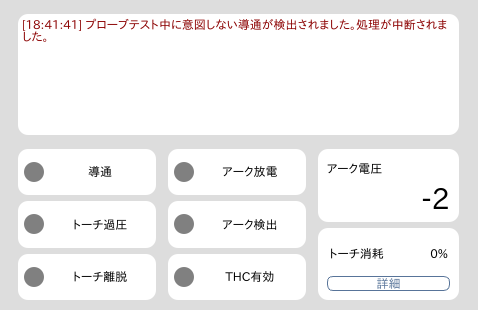 [18:41:41] プローブテスト中に意図しない導通が検出されました。処理が中断されま
した。
導通
アーク放電
アーク電圧
-2
トーチ過圧
アーク検出
トーチ消耗
0%
トーチ離脱
THC有効
詳細